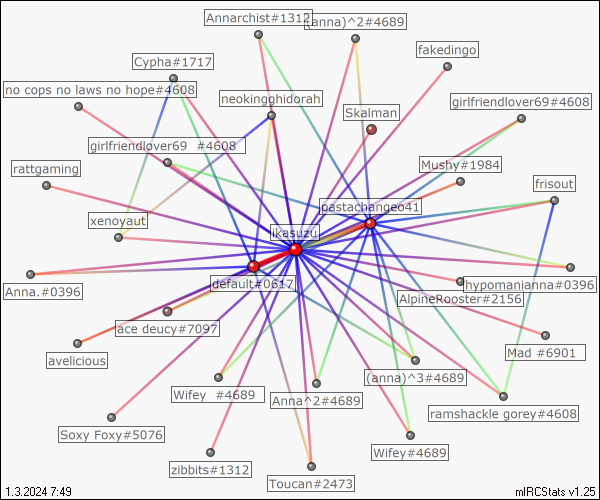 Annarchist#1312
(anna)^2#4689
fakedingo
Cypha#1717
no cops no laws no hope#4608
neokingghidorah
girlfriendlover69#4608
Skalman
girlfriendlover69 #4608
Mushy#1984
rattgaming
frisout
pastachangeo41
xenoyaut
ikasuzu
default#0617
hypomanianna#0396
Anna.#0396
AlpineRooster#2156
ace deucy#7097
avelicious
Mad #6901
Wifey #4689
Anna^2#4689
(anna)^3#4689
ramshackle gorey#4608
Soxy Foxy#5076
Wifey#4689
zibbits#1312
Toucan#2473
1.3.2024 7:49
mIRCStats v1.25